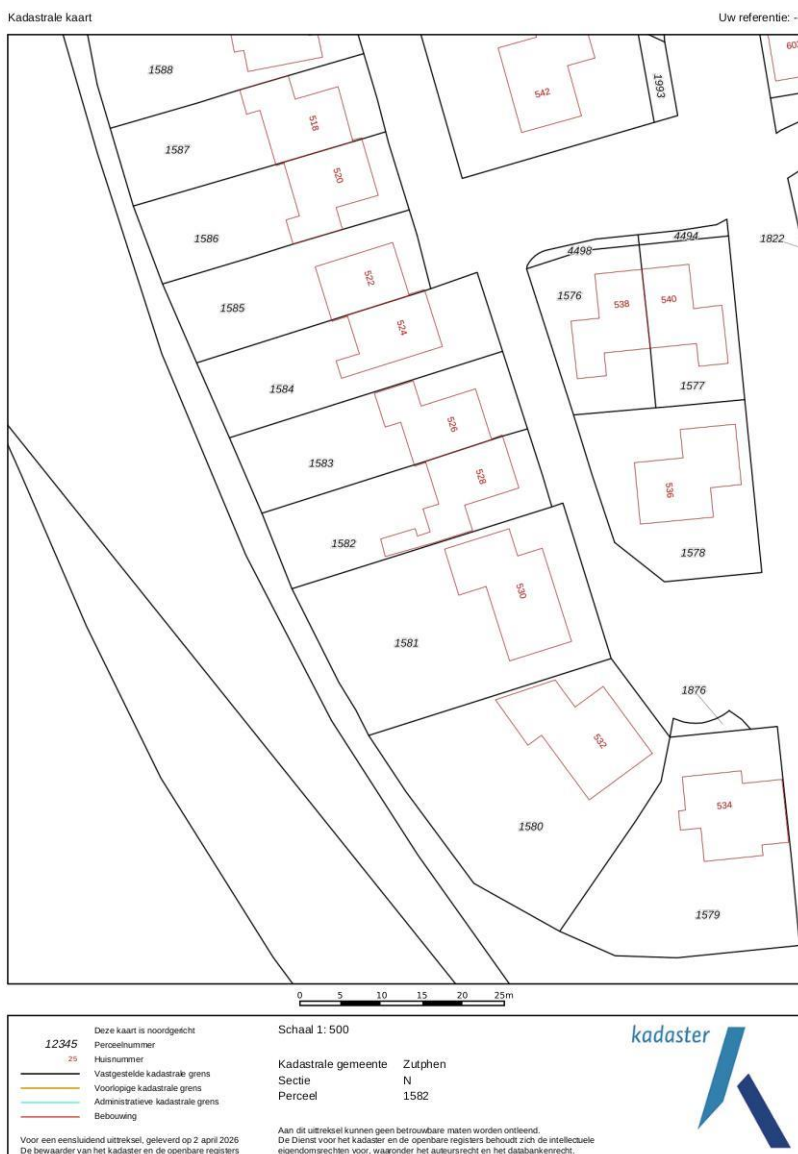 Kadastrale kaart
Uw referentie: -
1588
542
1993
518
1587
520
1586
4494
4498
1822
522
1576
538
540
1585
524
1577
1584
526
1583
528
536
1582
1578
530
1581
1876
532
534
1580
1579
0 5 10 15 20 25m
Deze kaart is noordgericht
12345 Perceelnummer
25 Huisnummer
Vastgestelde kadastrale grens
Voorlopige kadastrale grens
Administratieve kadastrale grens
Bebouwing
Voor een eensluidend uittreksel, geleverd op 2 april 2026
De bewaarder van het kadaster en de openbare registers
Schaal 1: 500
Kadastrale gemeente Zutphen
Sectie N
Perceel 1582
Aan dit uittreksel kunnen geen betrouwbare maten worden ontleend.
De Dienst voor het kadaster en de openbare registers behoudt zich de intellectuele
eigendomsrechten voor, waaronder het auteursrecht en het databankenrecht.
kadaster